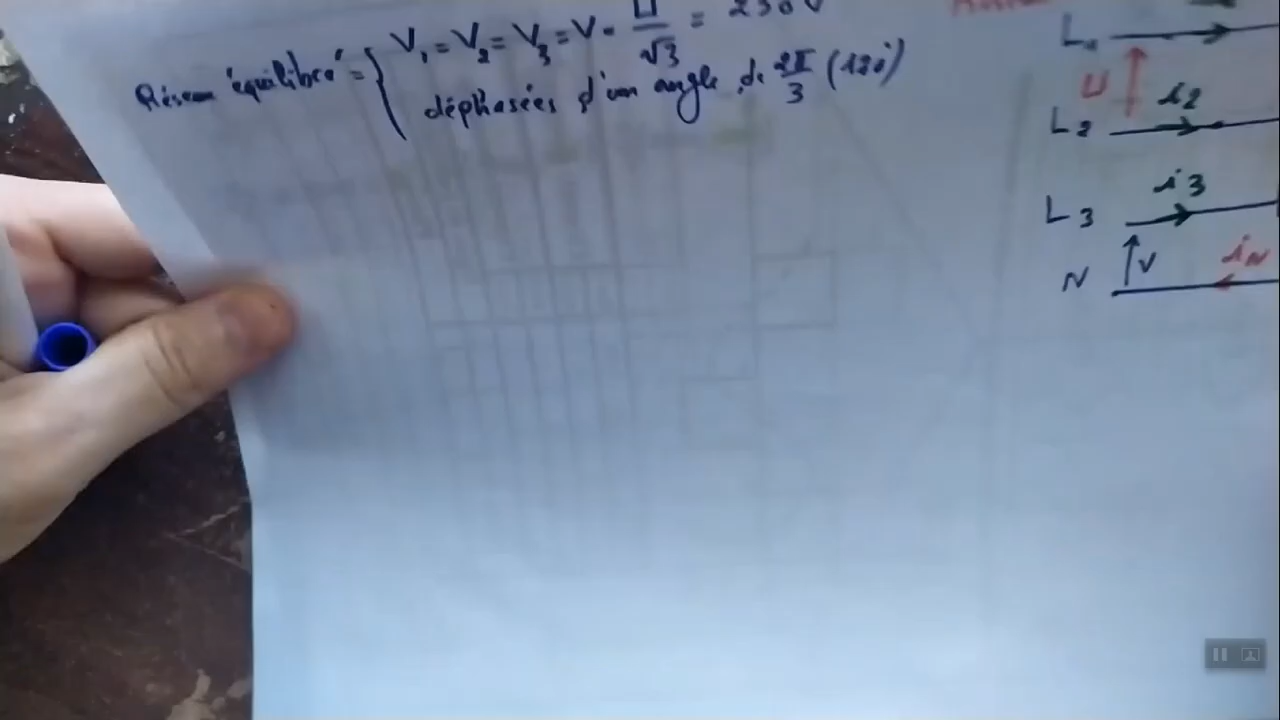 V₁ = V₂ = V₃ = V = U/√3 = 230V
Réseau équilibré = {
déphasées d'un angle de 2π/3 (120°)
L₁
U
i2
L₂
i3
L₃
V
iN
N